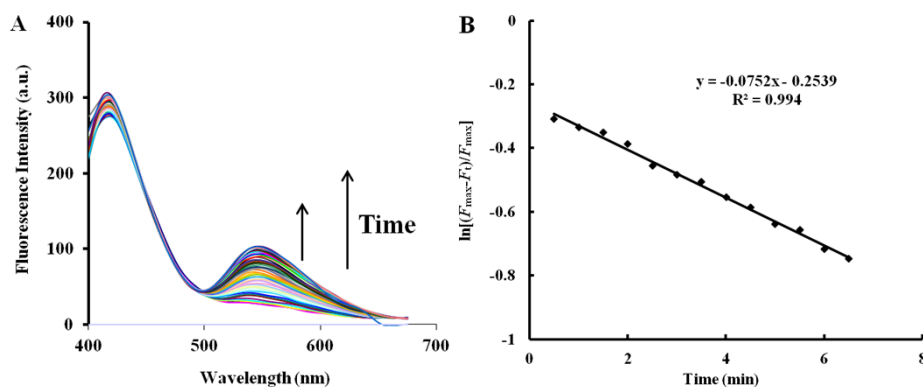 A
400
300
200
100
0
400
500
600
700
Fluorescence Intensity (a.u.)
Wavelength (nm)
Time
B
0
-0.2
-0.4
-0.6
-0.8
-1
0
2
4
6
8
ln[(Fmax-Ft)/Fmax]
Time (min)
y = -0.0752x - 0.2539
R² = 0.994